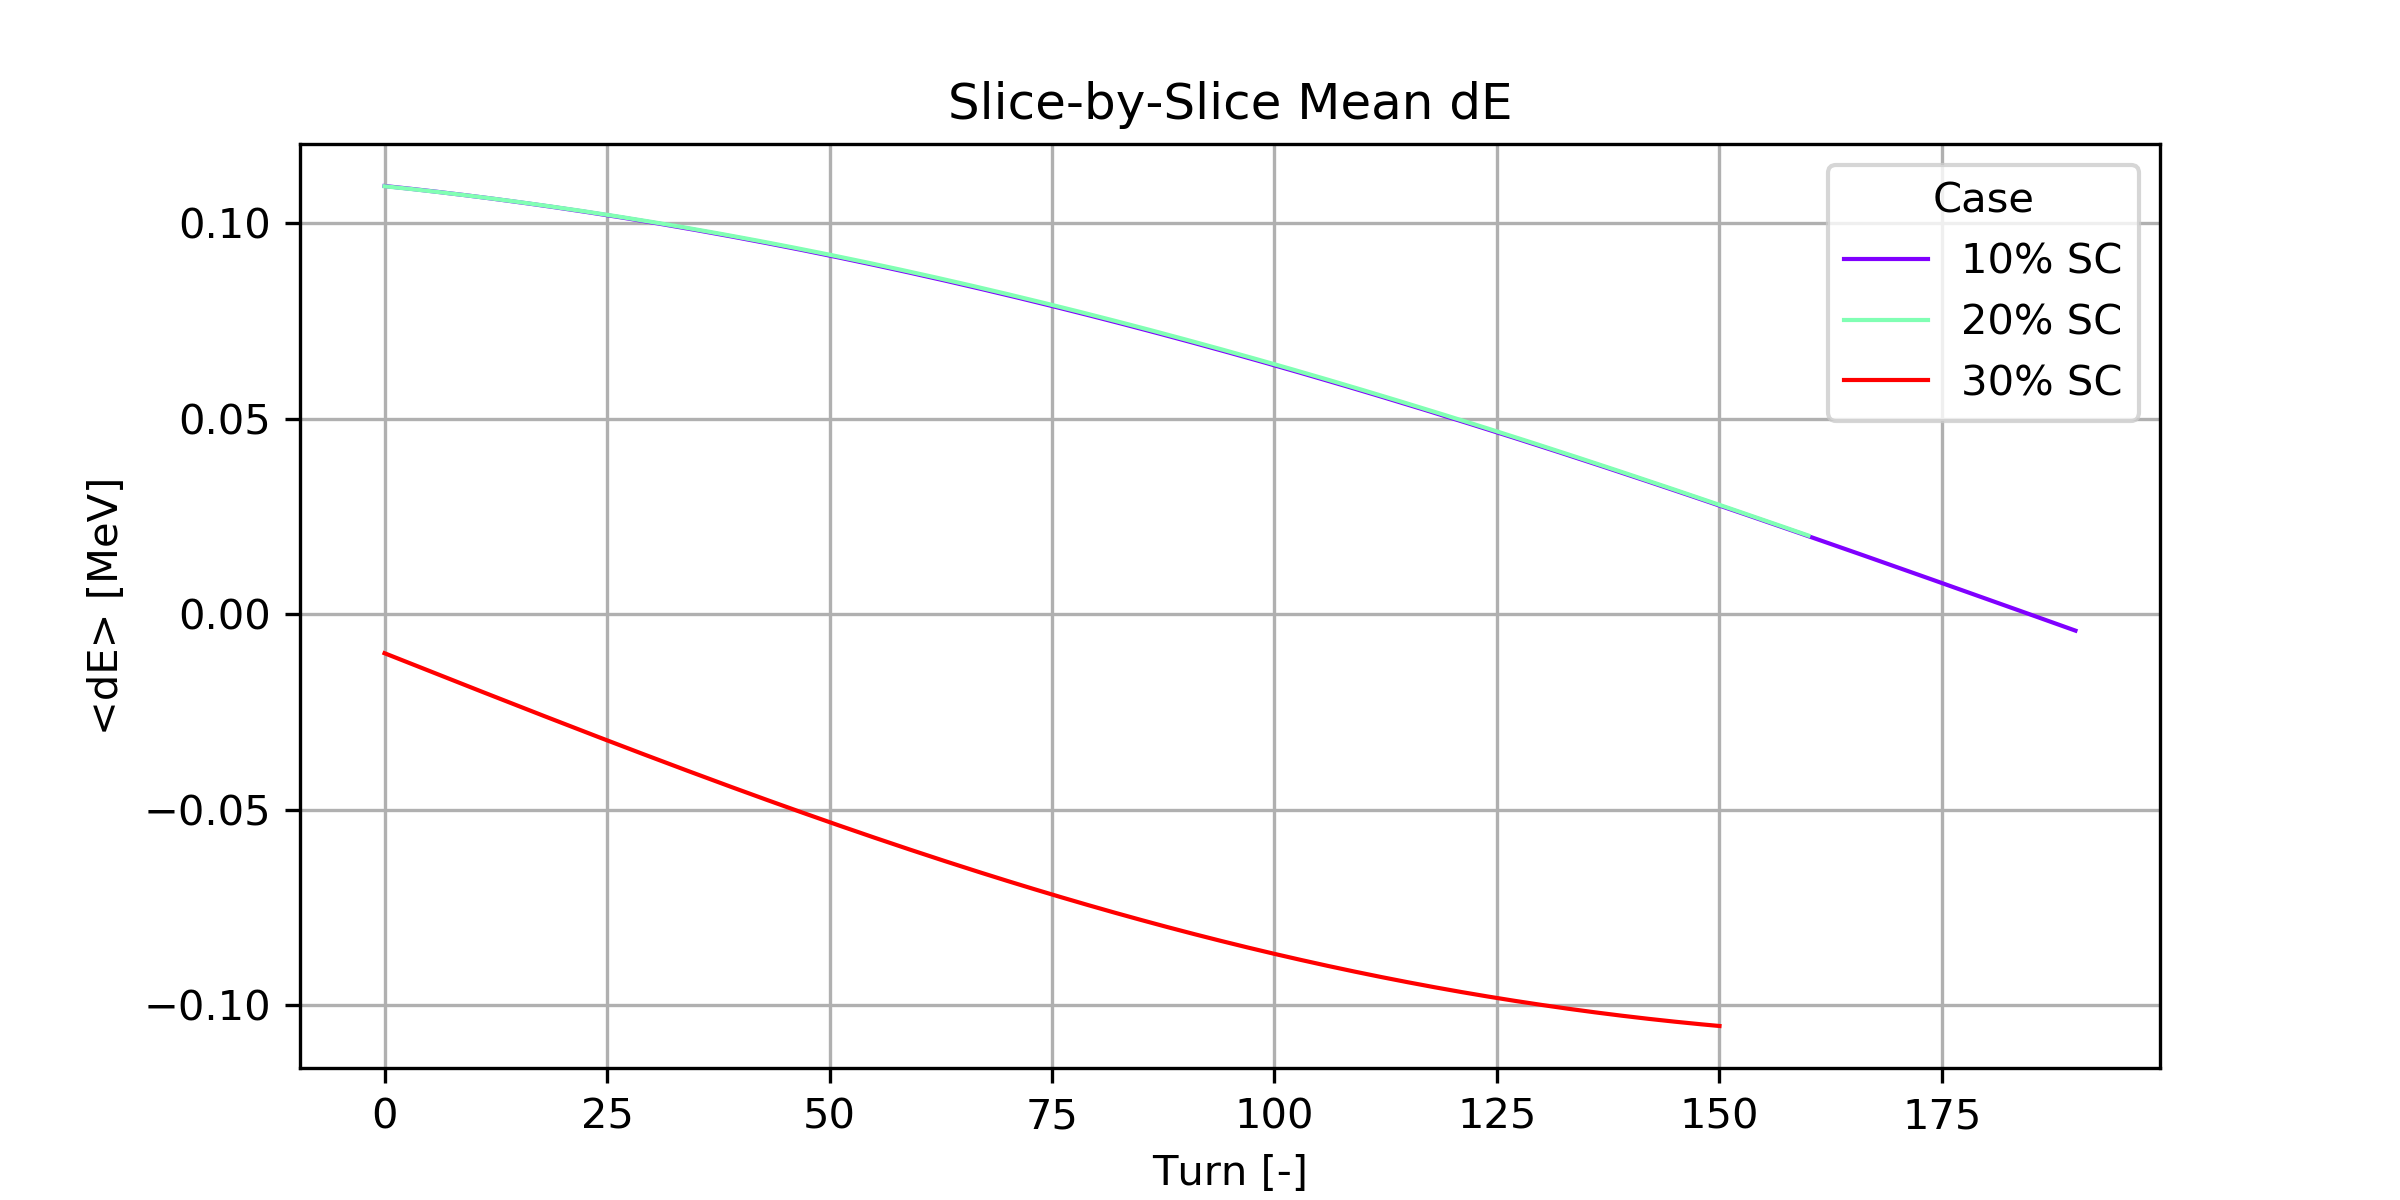 Slice-by-Slice Mean dE
Case
10% SC
20% SC
30% SC
<dE> [MeV]
0.10
0.05
0.00
−0.05
−0.10
0 25 50 75 100 125 150 175
Turn [-]